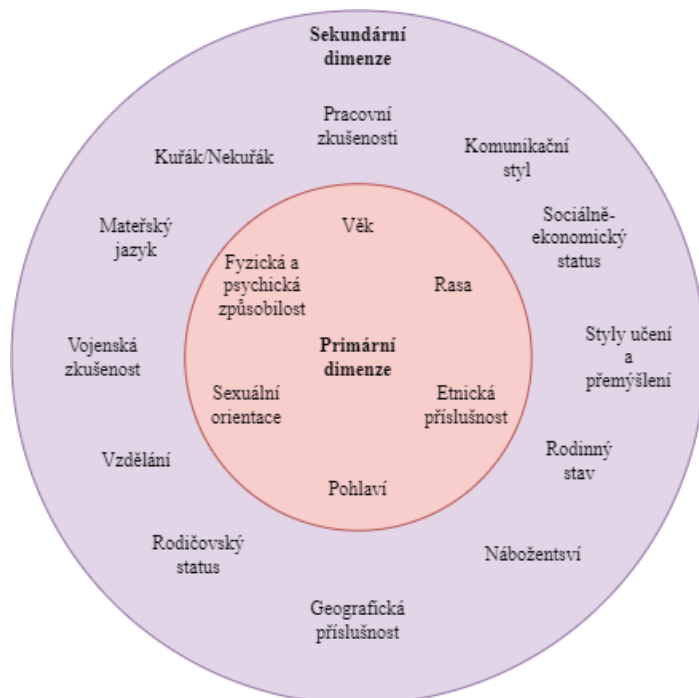 Sekundární
dimenze
Pracovní
zkušenosti
Komunikační
styl
Sociálně-
ekonomický
status
Styly učení
a
přemýšlení
Rodinný
stav
Nábožentsví
Geografická
příslušnost
Rodičovský
status
Vzdělání
Vojenská
zkušenost
Mateřský
jazyk
Kuřák/Nekuřák
Věk
Rasa
Etnická
příslušnost
Pohlaví
Sexuální
orientace
Fyzická a
psychická
způsobilost
Primární
dimenze